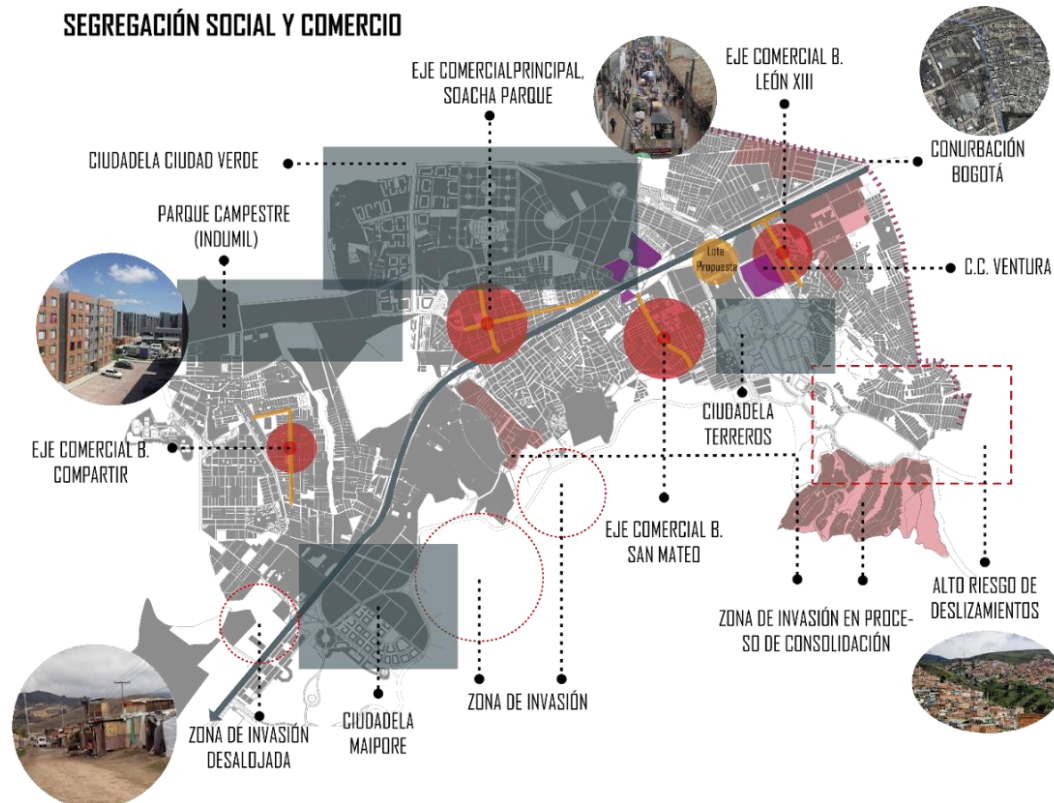 SEGREGACIÓN SOCIAL Y COMERCIO
EJE COMERCIALPRINCIPAL,
SOACHA PARQUE
EJE COMERCIAL B.
LEÓN XIII
CONURBACIÓN
BOGOTÁ
CIUDADELA CIUDAD VERDE
PARQUE CAMPESTRE
(INDUMIL)
Lote
Propuesta
C.C. VENTURA
CIUDADELA
TERREROS
EJE COMERCIAL B.
COMPARTIR
EJE COMERCIAL B.
SAN MATEO
ZONA DE INVASIÓN EN PROCE-
SO DE CONSOLIDACIÓN
ALTO RIESGO DE
DESLIZAMIENTOS
ZONA DE INVASIÓN
CIUDADELA
MAIPORE
ZONA DE INVASIÓN
DESALOJADA